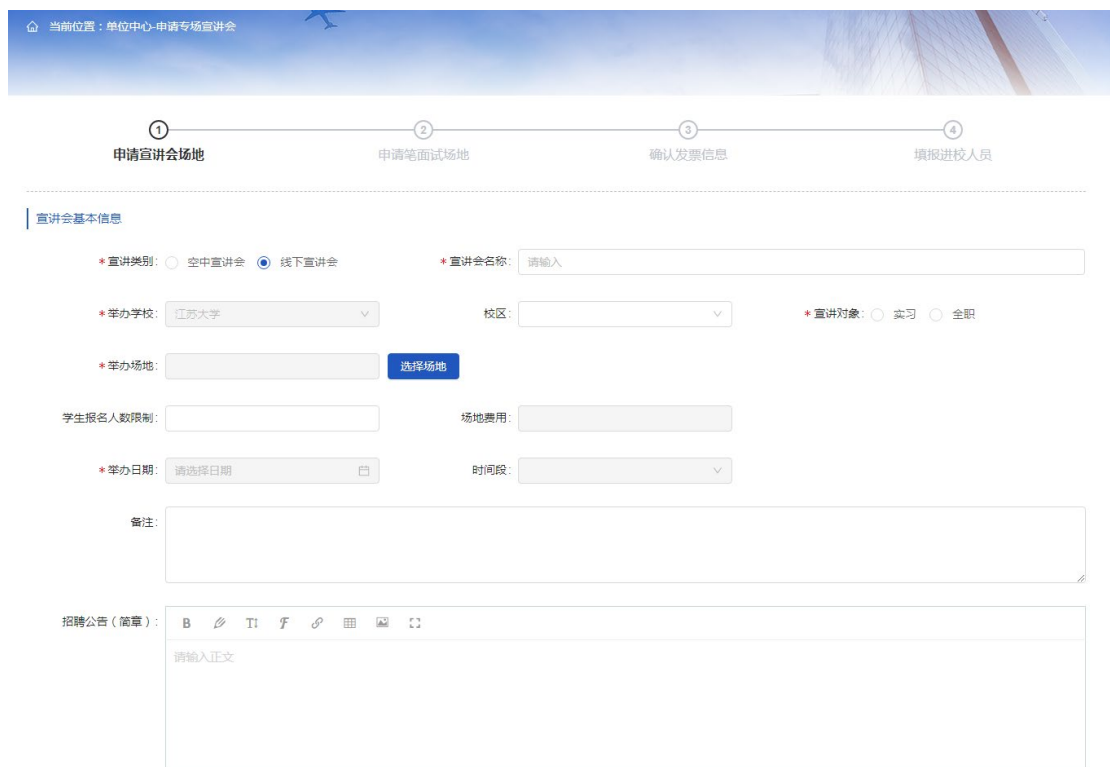 当前位置：单位中心-申请专场宣讲会
1 2 3 4
申请宣讲会场地 申请笔面试场地 确认发票信息 填报进校人员
宣讲会基本信息
*宣讲类别: 空中宣讲会 线下宣讲会 *宣讲会名称: 请输入
*举办学校: 江苏大学 校区: *宣讲对象: 实习 全职
*举办场地: 选择场地
学生报名人数限制: 场地费用:
*举办日期: 请选择日期 时间段:
备注:
招聘公告（简章）: B TI F
请输入正文